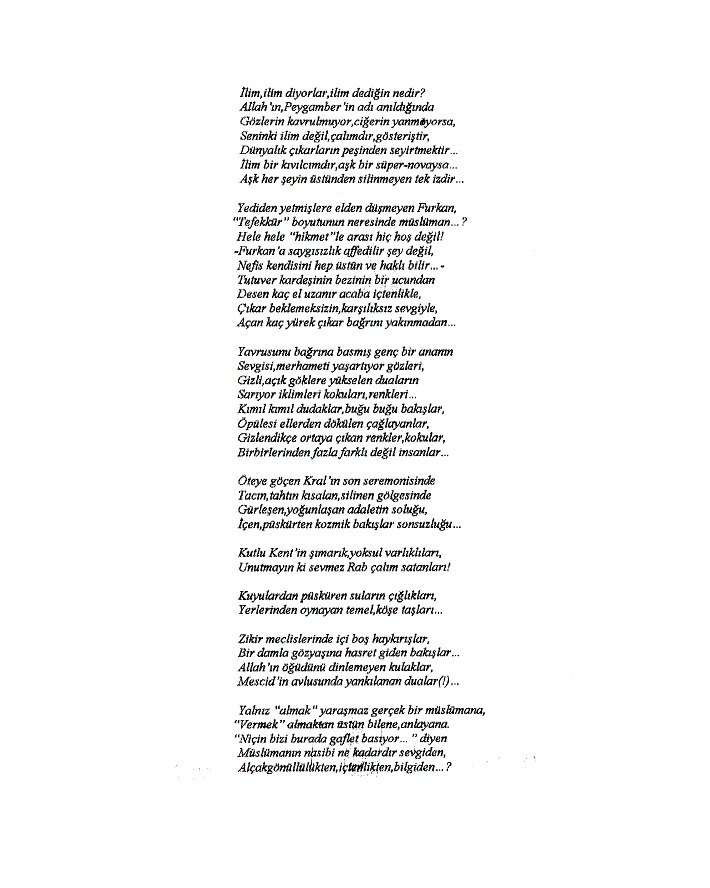 İlim,ilim diyorlar,ilim dediğin nedir?
Allah'ın,Peygamber'in adı anıldığında
Gözlerin kavrulmuyor,ciğerin yanmıyorsa,
Seninki ilim değil,çalımdır,gösteriştir,
Dünyalık çıkarların peşinden seyirtmektir...
İlim bir kıvılcımdır,aşk bir süper-novaysa...
Aşk her şeyin üstünden silinmeyen tek izdir...

Yediden yetmişlere elden düşmeyen Furkan,
"Tefekkür" boyutunun neresinde müslüman...?
Hele hele "hikmet"le arası hiç hoş değil!
-Furkan'a saygısızlık affedilir şey değil,
Nefis kendisini hep üstün ve haklı bilir...-
Tutuver kardeşinin bezinin bir ucundan
Desen kaç el uzanır acaba içtenlikle,
Çıkar beklemeksizin,karşılıksız sevgiyle,
Açan kaç yürek çıkar bağrını yakınmadan...

Yavrusunu bağrına basmış genç bir ananın
Sevgisi,merhameti yaşartıyor gözleri,
Gizli,açık göklere yükselen duaların
Sarıyor iklimleri kokuları,renkleri...
Kımıl kımıl dudaklar,buğu buğu bakışlar,
Öpülesi ellerden dökülen çağlayanlar,
Gizlendikçe ortaya çıkan renkler,kokular,
Birbirlerinden fazla farklı değil insanlar...

Öteye göçen Kral'ın son seremonisinde
Tacın,tahtın kısalan,silinen gölgesinde
Gürleşen,yoğunlaşan adaletin soluğu,
İçen,püskürten kozmik bakışlar sonsuzluğu...

Kutlu Kent'in şımarık,yoksul varlıklıları,
Unutmayın ki sevmez Rab çalım satanları!

Kuyulardan püsküren suların çığlıkları,
Yerlerinden oynayan temel,köşe taşları...

Zikir meclislerinde içi boş haykırışlar,
Bir damla gözyaşına hasret giden bakışlar...
Allah'ın öğüdünü dinlemeyen kulaklar,
Mescid'in avlusunda yankılanan dualar(!)...

Yalnız "almak" yaraşmaz gerçek bir müslümana,
"Vermek" almaktan üstün bilene,anlayana.
"Niçin bizi burada gaflet basıyor..." diyen
Müslümanın nasibi ne kadardır sevgiden,
Alçakgönüllülükten,içtenlikten,bilgiden...?